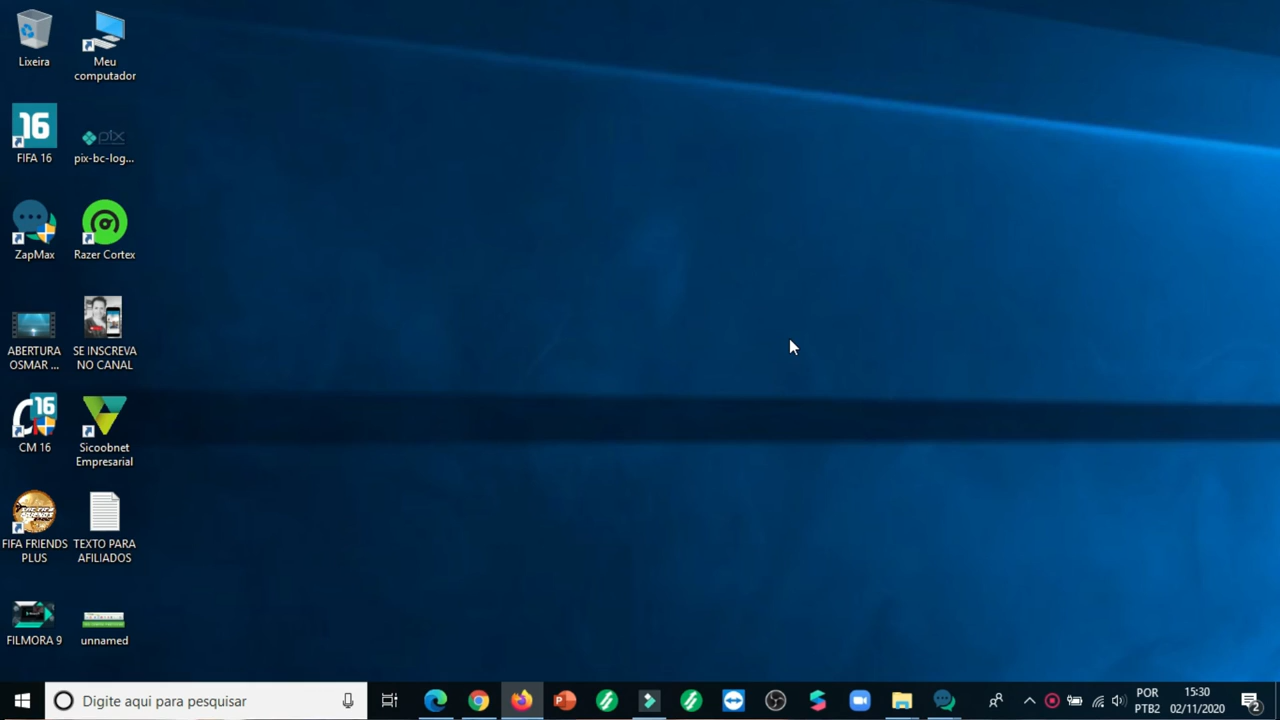 Lixeira
Meu
computador
16
FIFA 16
pix
pix-bc-log...
ZapMax
Razer Cortex
ABERTURA
OSMAR ...
SE INSCREVA
NO CANAL
16
CM 16
Sicoobnet
Empresarial
FIFA FRIENDS
PLUS
TEXTO PARA
AFILIADOS
FILMORA 9
unnamed
Digite aqui para pesquisar
POR
PTB2
15:30
02/11/2020
2